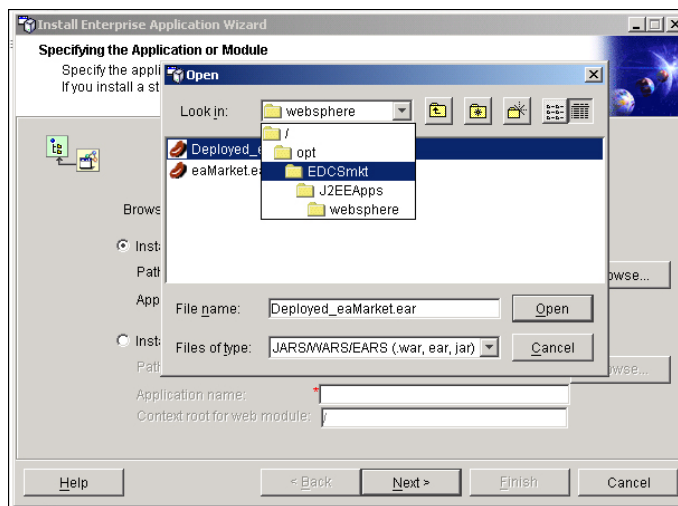 Install Enterprise Application Wizard
Specifying the Application or Module
Specify the appli
If you install a st
Open
Look in: websphere
/
opt
EDCSmkt
J2EEApps
websphere
Deployed_e
eaMarket.e
Brows
Inst
Path
App
owse...
File name: Deployed_eaMarket.ear Open
Files of type: JARS/WARS/EARS (.war, ear, jar) Cancel
Inst
Path
owse...
Application name: *
Context root for web module: /
Help < Back Next > Finish Cancel